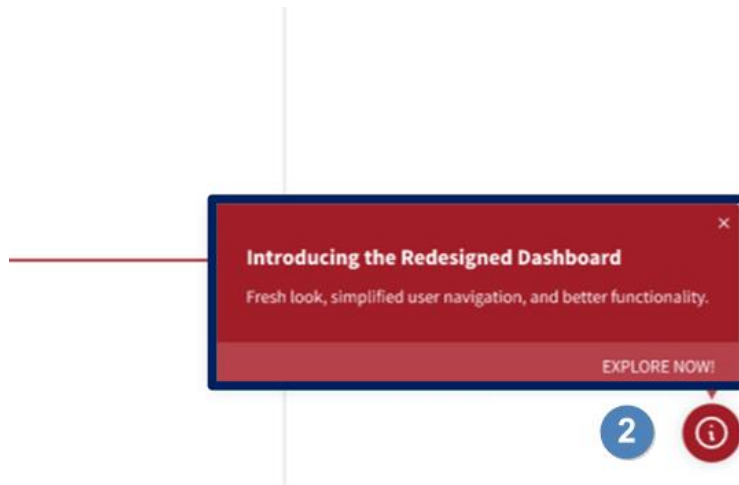 ×
Introducing the Redesigned Dashboard
Fresh look, simplified user navigation, and better functionality.
EXPLORE NOW!
2
i